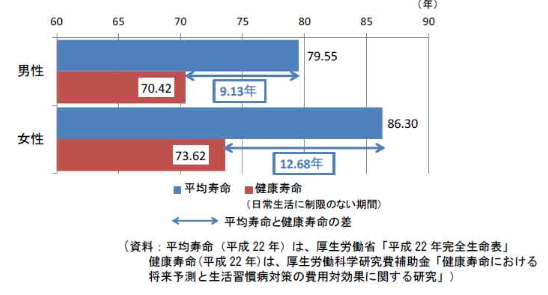 （年）
60 65 70 75 80 85 90
男性
79.55
70.42
9.13年
女性
86.30
73.62
12.68年
平均寿命 健康寿命
（日常生活に制限のない期間）
平均寿命と健康寿命の差
（資料：平均寿命（平成22年）は、厚生労働省「平成22年完全生命表」
健康寿命(平成22年)は、厚生労働科学研究費補助金「健康寿命における
将来予測と生活習慣病対策の費用対効果に関する研究」）